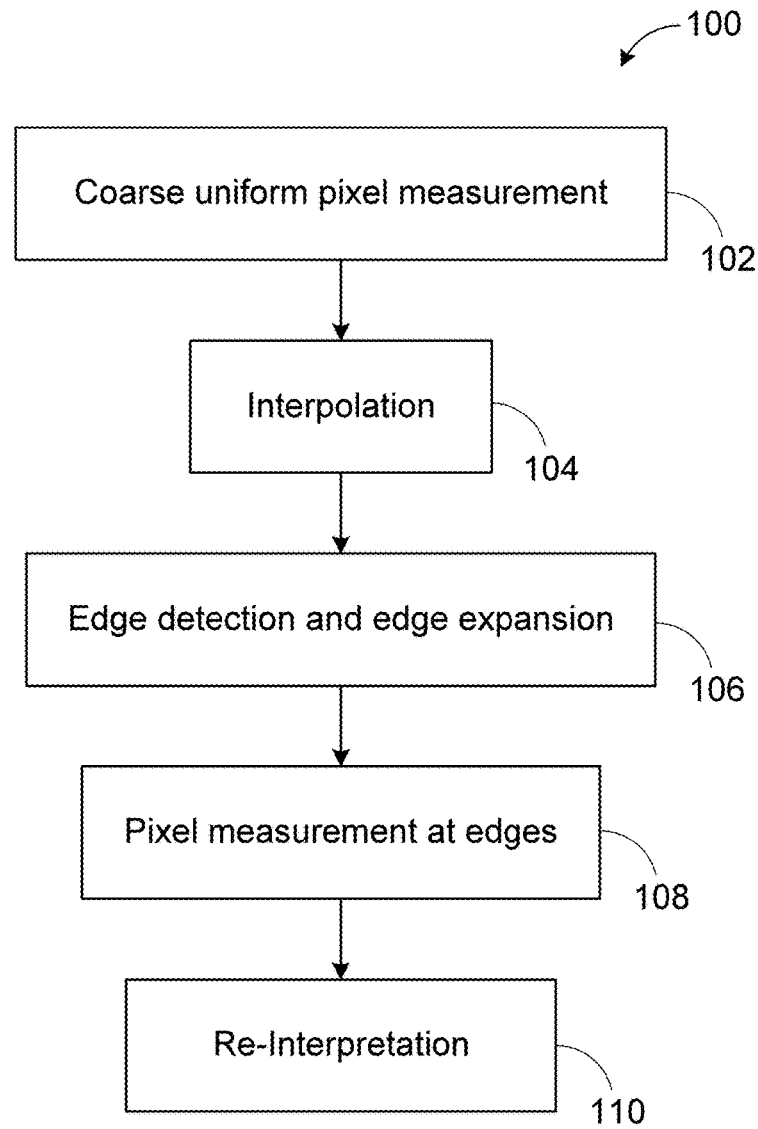 100
Coarse uniform pixel measurement
102
Interpolation
104
Edge detection and edge expansion
106
Pixel measurement at edges
108
Re-Interpretation
110